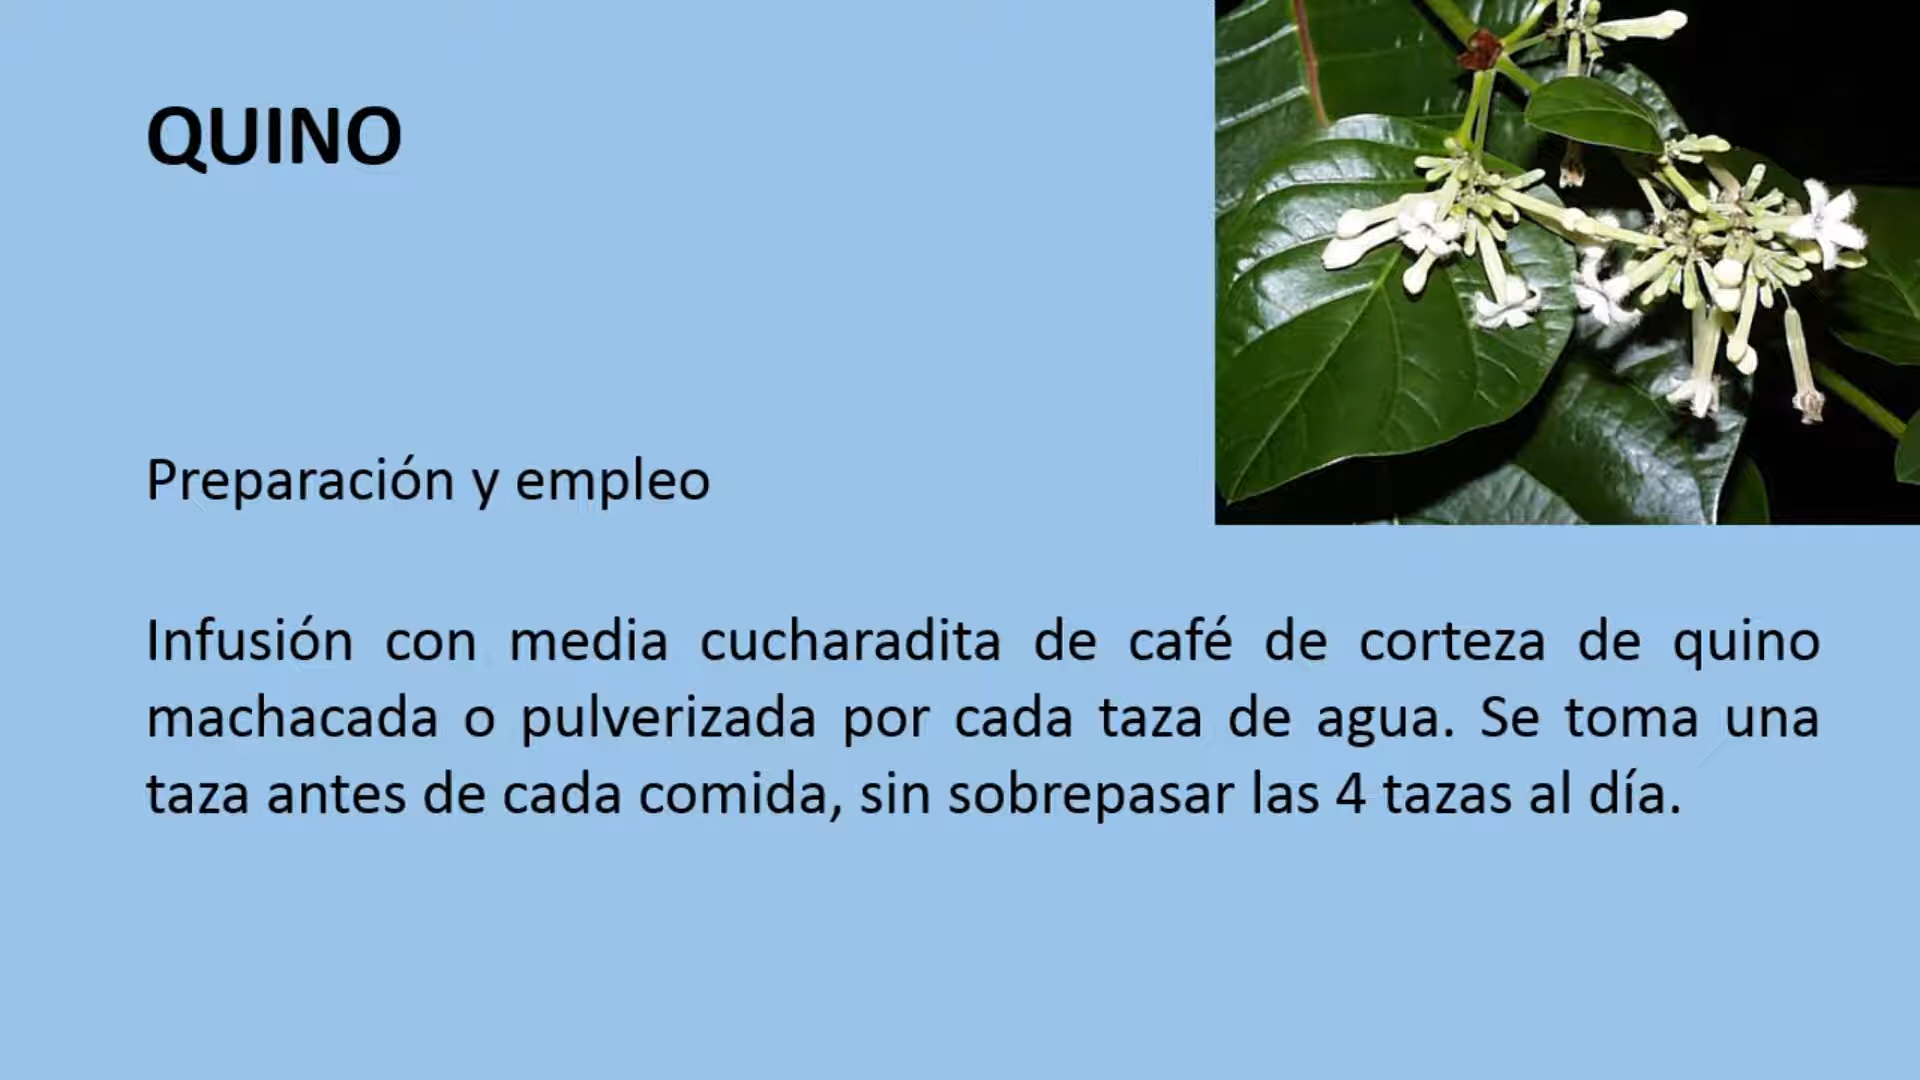 QUINO
Preparación y empleo
Infusión con media cucharadita de café de corteza de quino
machacada o pulverizada por cada taza de agua. Se toma una
taza antes de cada comida, sin sobrepasar las 4 tazas al día.